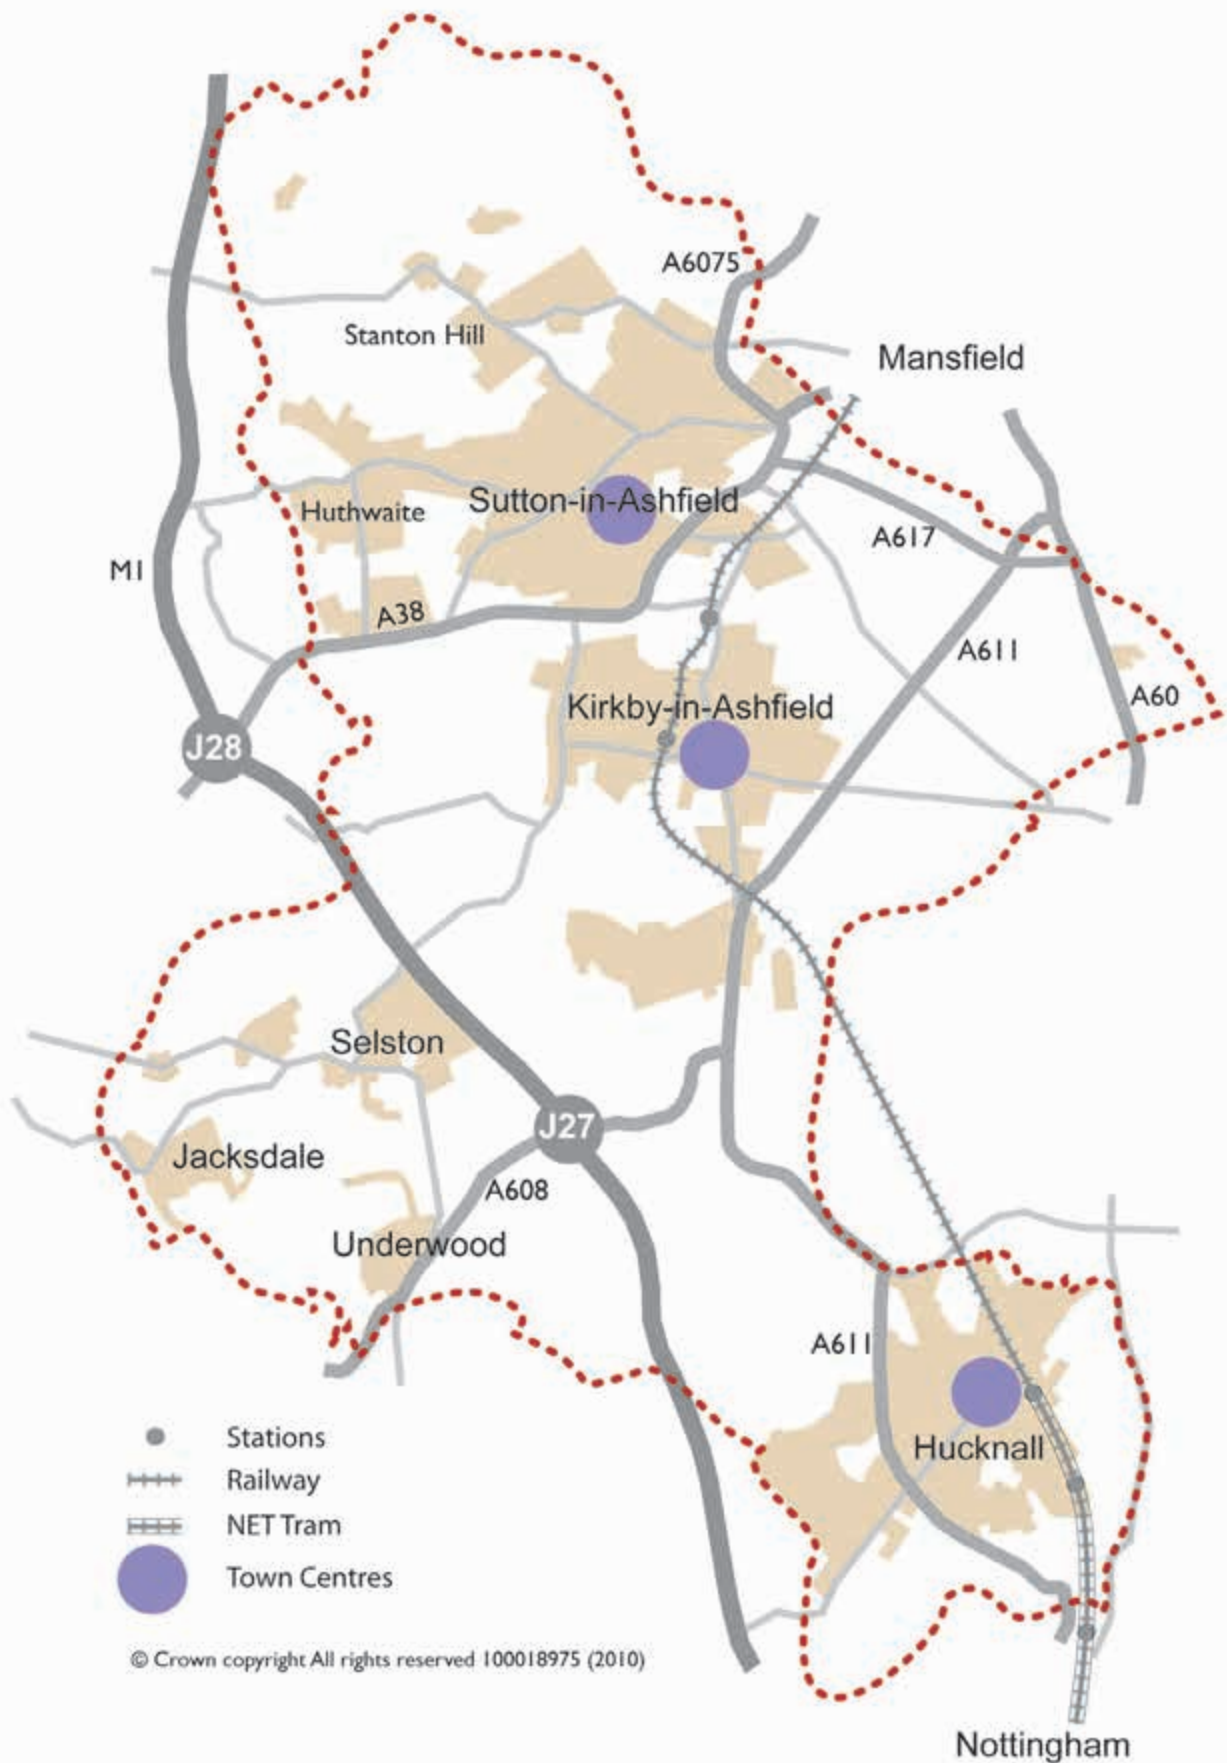 A6075
Stanton Hill
Mansfield
Huthwaite
Sutton-in-Ashfield
A617
M1
A38
A611
A60
Kirkby-in-Ashfield
J28
Selston
J27
Jacksdale
A608
Underwood
A611
Hucknall
Stations
Railway
NET Tram
Town Centres
© Crown copyright All rights reserved 100018975 (2010)
Nottingham